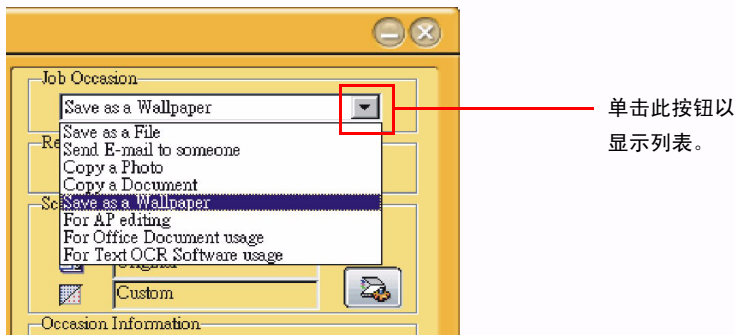 Job Occasion
Save as a Wallpaper
Save as a File
Send E-mail to someone
Copy a Photo
Copy a Document
Save as a Wallpaper
For AP editing
For Office Document usage
For Text OCR Software usage
Custom
Occasion Information
单击此按钮以
显示列表。